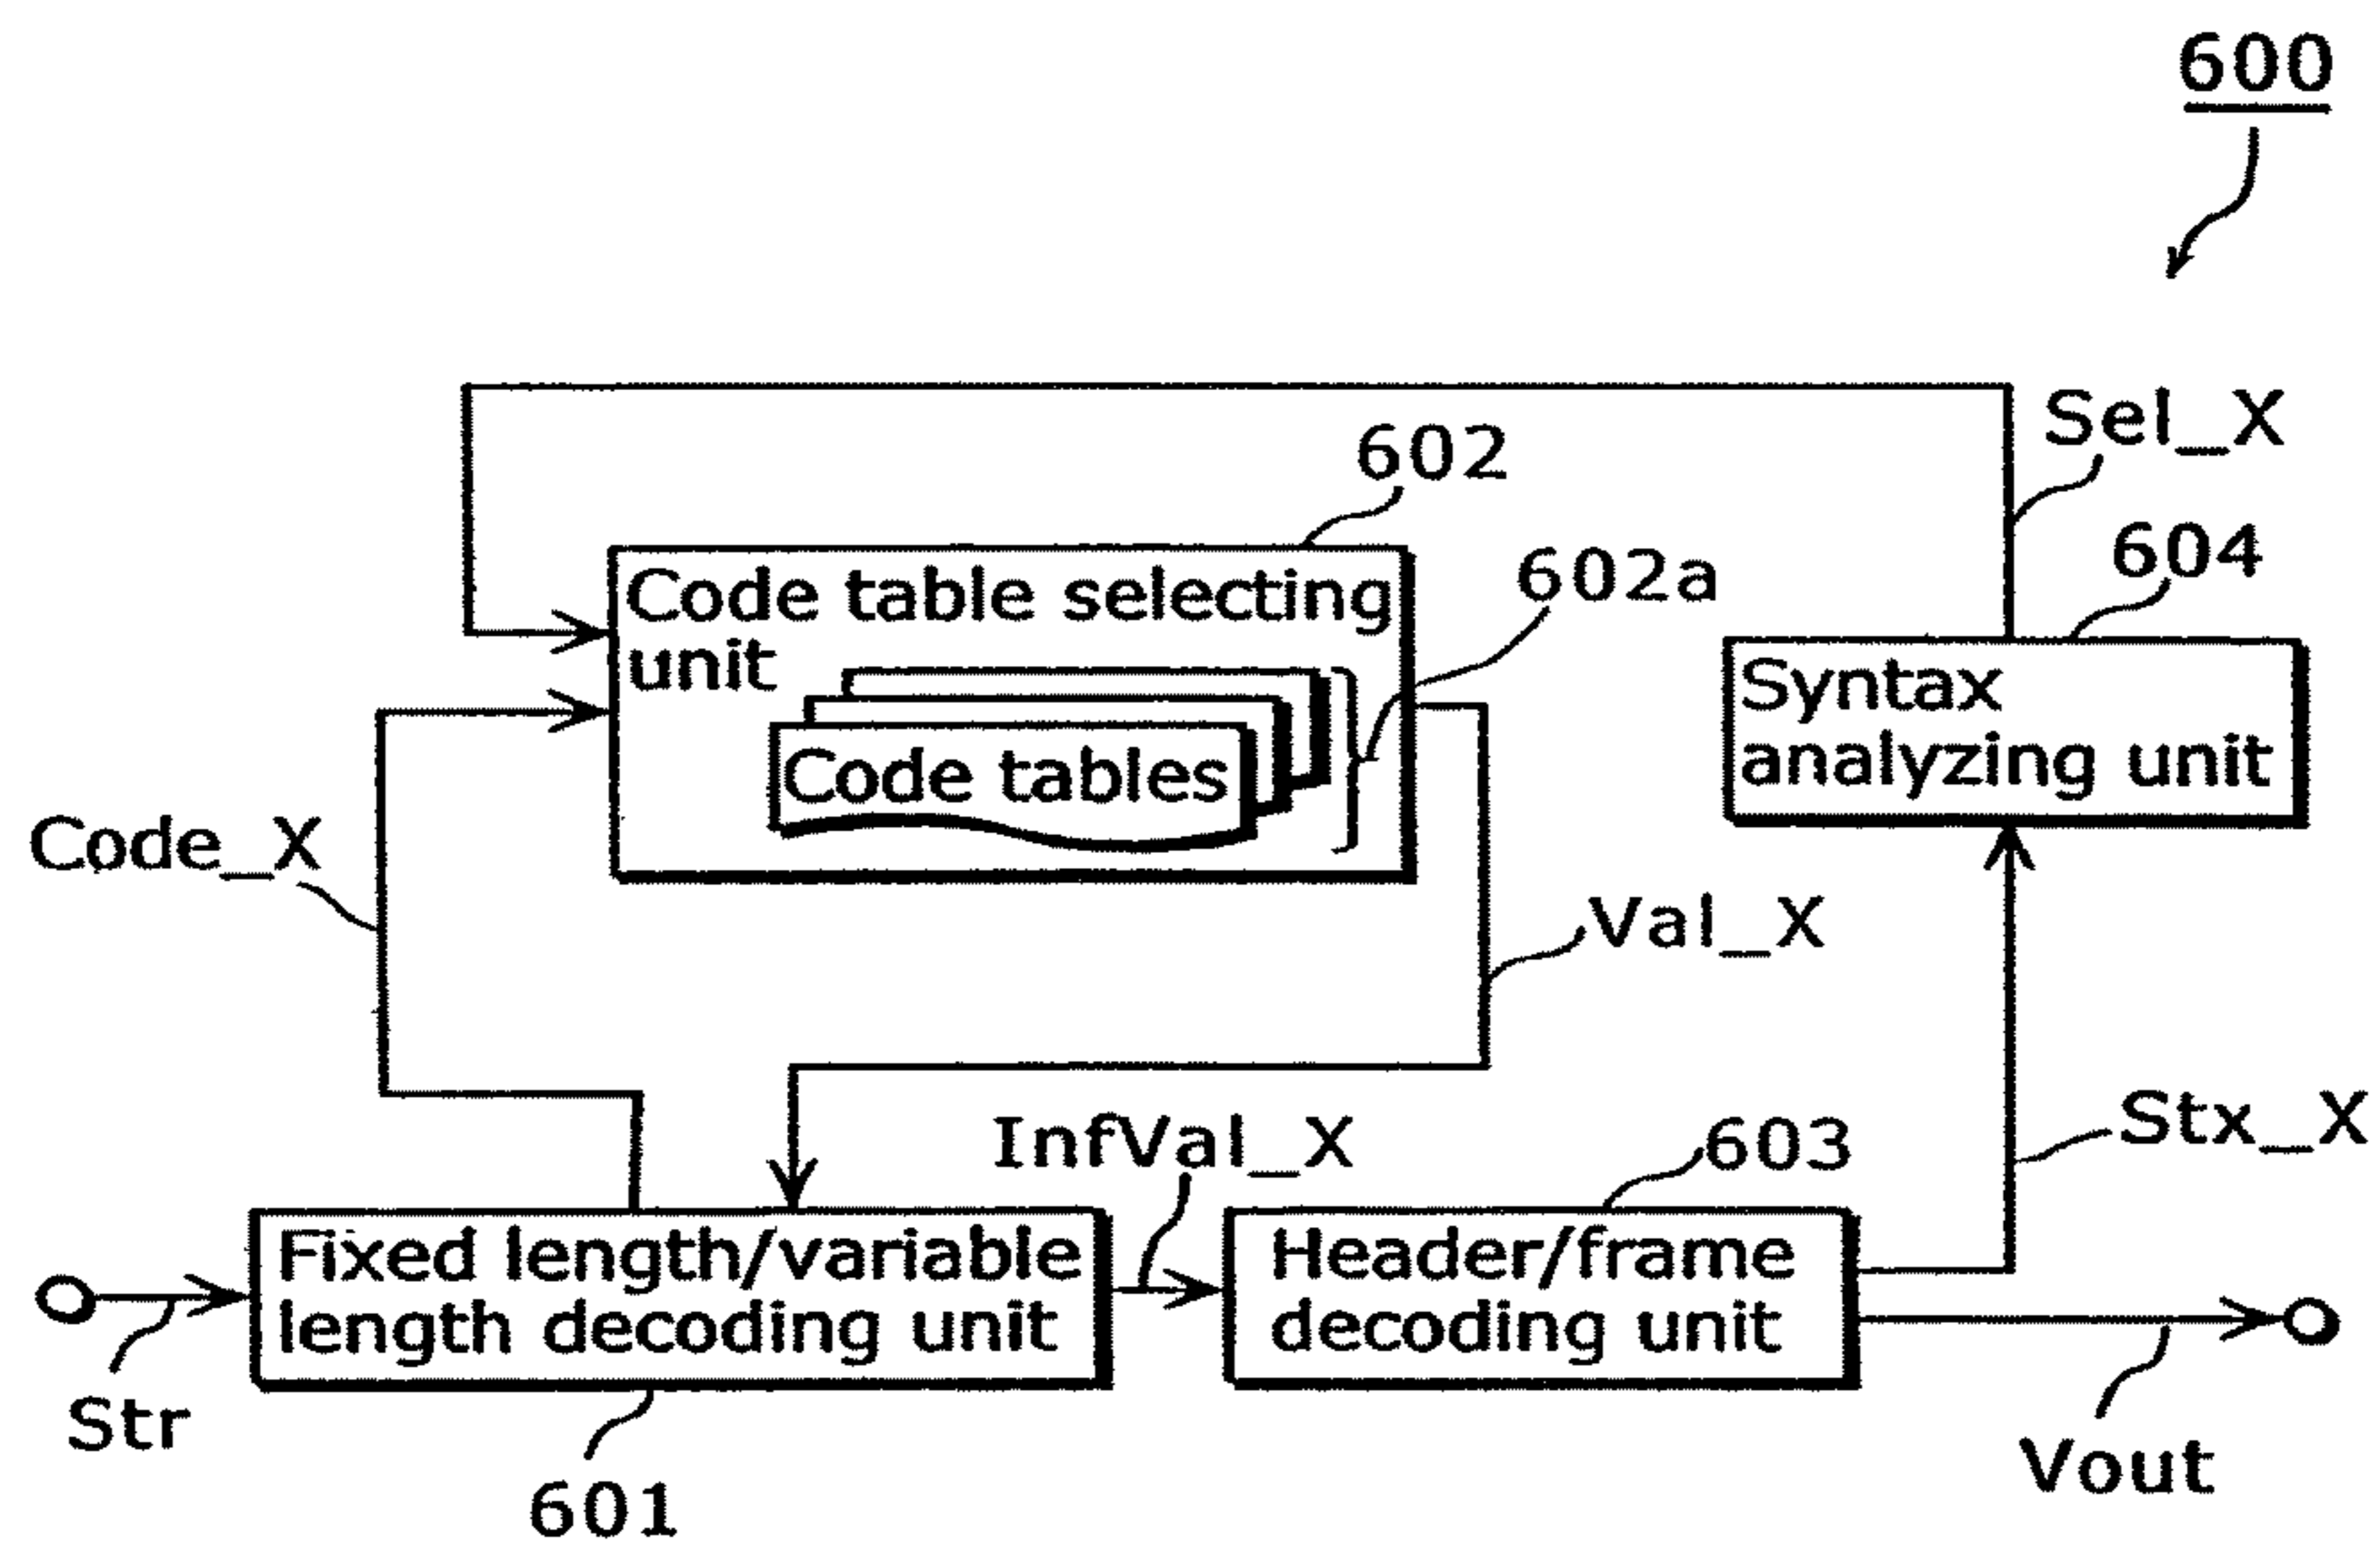 600
Sel_X
602
604
602a
Code table selecting
unit
Code tables
Syntax
analyzing unit
Code_X
Val_X
InfVal_X
603
Stx_X
Fixed length/variable
length decoding unit
Header/frame
decoding unit
Str
601
Vout